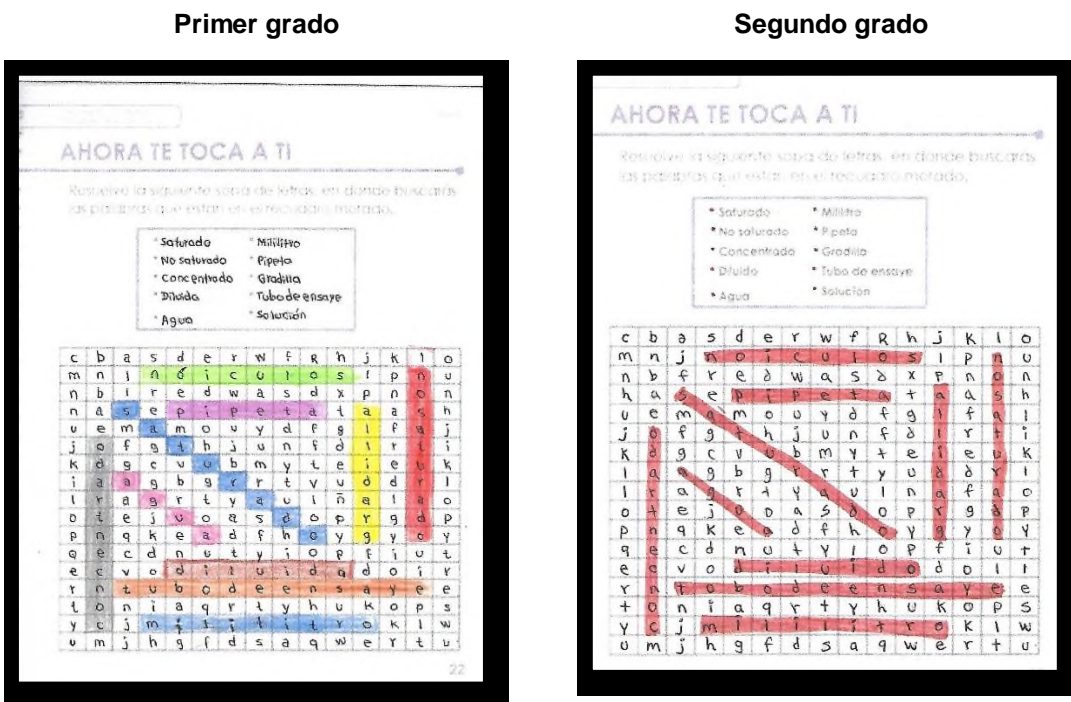 Primer grado
AHORA TE TOCA A TI
Resuelve la siguiente sopa de letras, en donde buscarás
las palabras que están en el recuadro morado.
* Saturado * Mililitro
* No saturado * Pipeta
* Concentrado * Gradilla
* Diluido * Tubo de ensaye
* Agua * Solución
c b a s d e r w f R h j k l o
m n j n ó i c u l o s i p n u
n b r e d w a s d x p n o n
n a s e p i p e t a t a a s h
u e m a m o u y d f g l f a j
j o f g t h j u n f d l r t i
k d g c v u b m y t e i e u k
i a a g b g r r t y u d d r l
l r a g r t y a u l ñ a l a o
o t e j u o a s d o p r g d p
p n q k e a d f h o y g y o y
q e c d n u t y i o p f i u t
e c v o d i l u i d o d o i r
r n t u b o d e e n s a y e e
t o n i a q r t y h u k o p s
y c j m i l i l i t r o k l w
u m j h g f d s a q w e r t u
22
Segundo grado
AHORA TE TOCA A TI
Resuelve la siguiente sopa de letras, en donde buscarás
las palabras que están en el recuadro morado.
* Saturado * Mililitro
* No saturado * Pipeta
* Concentrado * Gradilla
* Diluido * Tubo de ensaye
* Agua * Solución
c b a s d e r w f R h j k l o
m n j n o i c u l o s i p n u
n b f r e d w a s d x p n o n
h a s e p i p e t a t a a s h
u e m a m o u y d f g l f a l
j o f g t h j u n f d l r t i
k d g c v u b m y t e i e u k
l a a g b g r r t y u d d r l
l r a g r t y a u l n a f a o
o t e j u o a s d o p r g d p
p n q k e a d f h o y g y o y
q e c d n u t y i o p f i u t
e c v o d i l u i d o d o i r
r n t u b o d e e n s a y e e
t o n i a q r t y h u k o p s
y c j m i l i l i t r o k l w
u m j h g f d s a q w e r t u